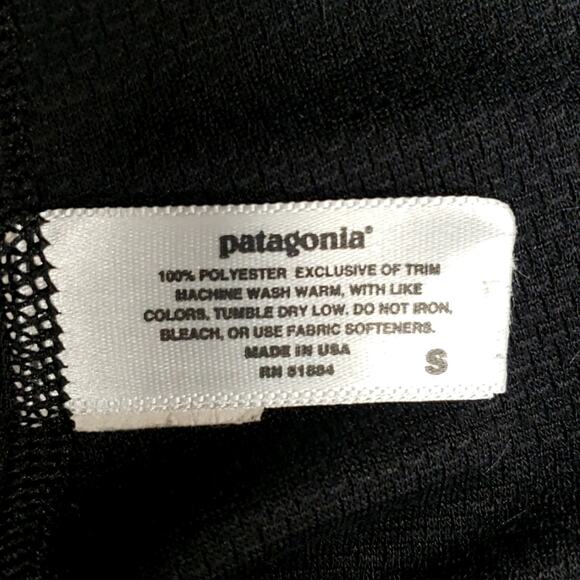 patagonia®
100% POLYESTER EXCLUSIVE OF TRIM
MACHINE WASH WARM, WITH LIKE
COLORS, TUMBLE DRY LOW. DO NOT IRON,
BLEACH, OR USE FABRIC SOFTENERS.
MADE IN USA
RN 51884
S